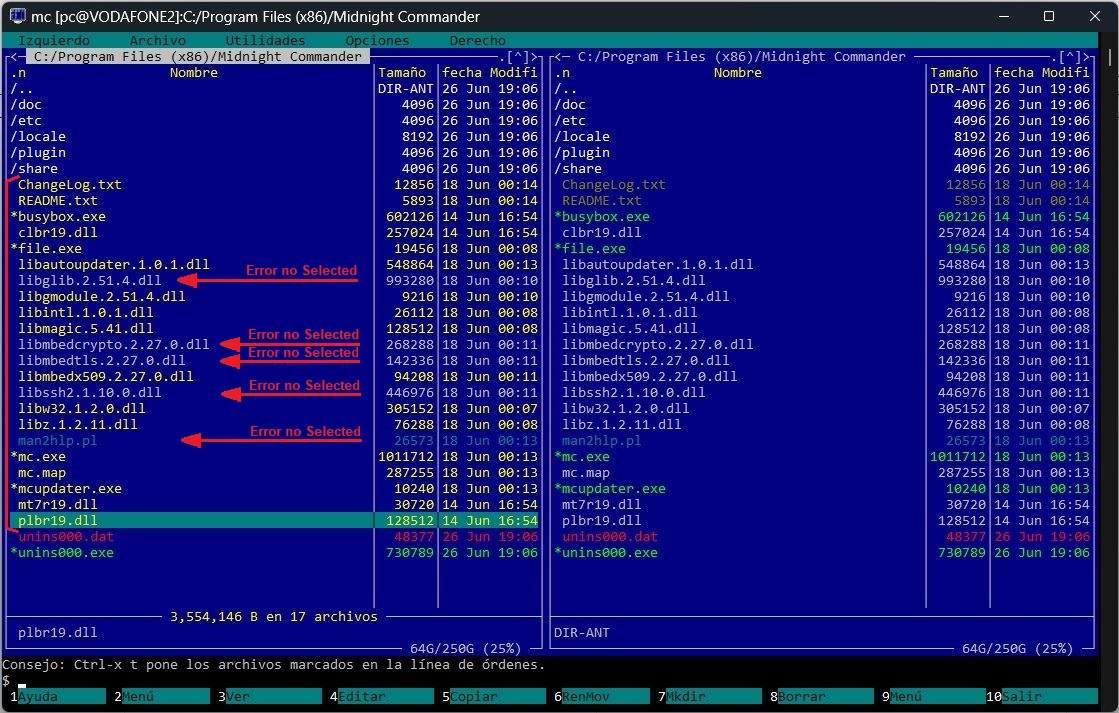 mc [pc@VODAFONE2]:C:/Program Files (x86)/Midnight Commander
Izquierdo Archivo Utilidades Opciones Derecho
<─ C:/Program Files (x86)/Midnight Commander ─.[^]>
.n Nombre Tamaño fecha Modifi
/.. DIR-ANT 26 Jun 19:06
/doc 4096 26 Jun 19:06
/etc 4096 26 Jun 19:06
/locale 8192 26 Jun 19:06
/plugin 4096 26 Jun 19:06
/share 4096 26 Jun 19:06
ChangeLog.txt 12856 18 Jun 00:14
README.txt 5893 18 Jun 00:14
*busybox.exe 602126 14 Jun 16:54
clbr19.dll 257024 14 Jun 16:54
*file.exe 19456 18 Jun 00:08
libautoupdater.1.0.1.dll 548864 18 Jun 00:13
Error no Selected
libglib.2.51.4.dll 993280 18 Jun 00:10
libgmodule.2.51.4.dll 9216 18 Jun 00:10
libintl.1.0.1.dll 26112 18 Jun 00:08
libmagic.5.41.dll 128512 18 Jun 00:08
Error no Selected
libmbedcrypto.2.27.0.dll 268288 18 Jun 00:11
Error no Selected
libmbedtls.2.27.0.dll 142336 18 Jun 00:11
libmbedx509.2.27.0.dll 94208 18 Jun 00:11
Error no Selected
libssh2.1.10.0.dll 446976 18 Jun 00:11
libw32.1.2.0.dll 305152 18 Jun 00:07
libz.1.2.11.dll 76288 18 Jun 00:08
Error no Selected
man2hlp.pl 26573 18 Jun 00:13
*mc.exe 1011712 18 Jun 00:13
mc.map 287255 18 Jun 00:13
*mcupdater.exe 10240 18 Jun 00:13
mt7r19.dll 30720 14 Jun 16:54
plbr19.dll 128512 14 Jun 16:54
unins000.dat 48377 26 Jun 19:06
*unins000.exe 730789 26 Jun 19:06
3,554,146 B en 17 archivos
plbr19.dll
64G/250G (25%)
<─ C:/Program Files (x86)/Midnight Commander ─.[^]>
.n Nombre Tamaño fecha Modifi
/.. DIR-ANT 26 Jun 19:06
/doc 4096 26 Jun 19:06
/etc 4096 26 Jun 19:06
/locale 8192 26 Jun 19:06
/plugin 4096 26 Jun 19:06
/share 4096 26 Jun 19:06
ChangeLog.txt 12856 18 Jun 00:14
README.txt 5893 18 Jun 00:14
*busybox.exe 602126 14 Jun 16:54
clbr19.dll 257024 14 Jun 16:54
*file.exe 19456 18 Jun 00:08
libautoupdater.1.0.1.dll 548864 18 Jun 00:13
libglib.2.51.4.dll 993280 18 Jun 00:10
libgmodule.2.51.4.dll 9216 18 Jun 00:10
libintl.1.0.1.dll 26112 18 Jun 00:08
libmagic.5.41.dll 128512 18 Jun 00:08
libmbedcrypto.2.27.0.dll 268288 18 Jun 00:11
libmbedtls.2.27.0.dll 142336 18 Jun 00:11
libmbedx509.2.27.0.dll 94208 18 Jun 00:11
libssh2.1.10.0.dll 446976 18 Jun 00:11
libw32.1.2.0.dll 305152 18 Jun 00:07
libz.1.2.11.dll 76288 18 Jun 00:08
man2hlp.pl 26573 18 Jun 00:13
*mc.exe 1011712 18 Jun 00:13
mc.map 287255 18 Jun 00:13
*mcupdater.exe 10240 18 Jun 00:13
mt7r19.dll 30720 14 Jun 16:54
plbr19.dll 128512 14 Jun 16:54
unins000.dat 48377 26 Jun 19:06
*unins000.exe 730789 26 Jun 19:06
DIR-ANT
64G/250G (25%)
Consejo: Ctrl-x t pone los archivos marcados en la línea de órdenes.
$
1Ayuda 2Menú 3Ver 4Editar 5Copiar 6RenMov 7Mkdir 8Borrar 9Menú 10Salir